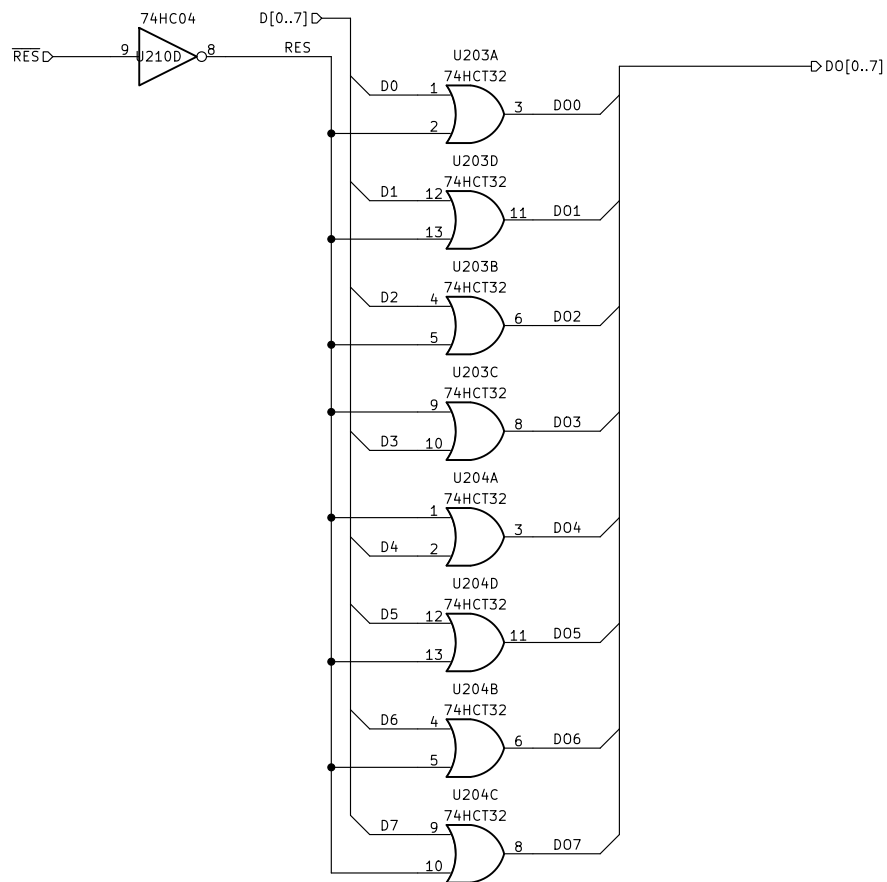 74HC04
D[0..7]
RES 9 U210D 8 RES
DO[0..7]
U203A
74HCT32
D0 1 3 DO0
2
U203D
74HCT32
D1 12 11 DO1
13
U203B
74HCT32
D2 4 6 DO2
5
U203C
74HCT32
9 8 DO3
D3 10
U204A
74HCT32
1 3 DO4
D4 2
U204D
74HCT32
D5 12 11 DO5
13
U204B
74HCT32
D6 4 6 DO6
5
U204C
74HCT32
D7 9 8 DO7
10